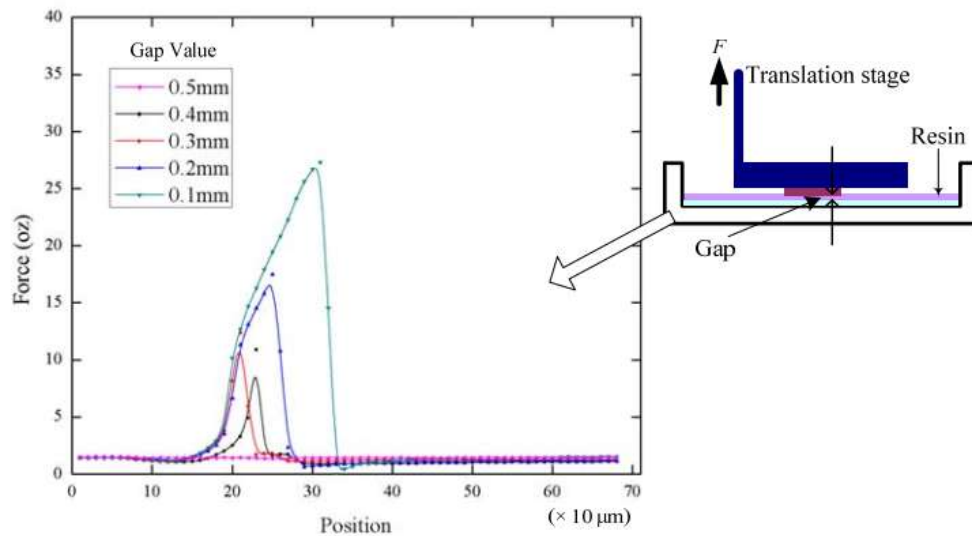 40
35
30
25
20
15
10
5
0
Force (oz)
Gap Value
0.5mm
0.4mm
0.3mm
0.2mm
0.1mm
0 10 20 30 40 50 60 70
Position
(× 10 μm)
F
Translation stage
Resin
Gap